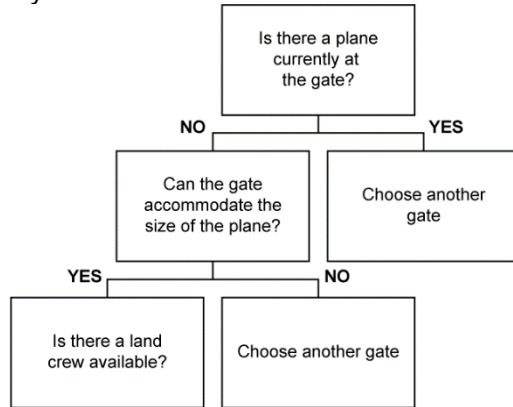 Is there a plane
currently at
the gate?
NO
YES
Can the gate
accommodate the
size of the plane?
Choose another
gate
YES
NO
Is there a land
crew available?
Choose another gate